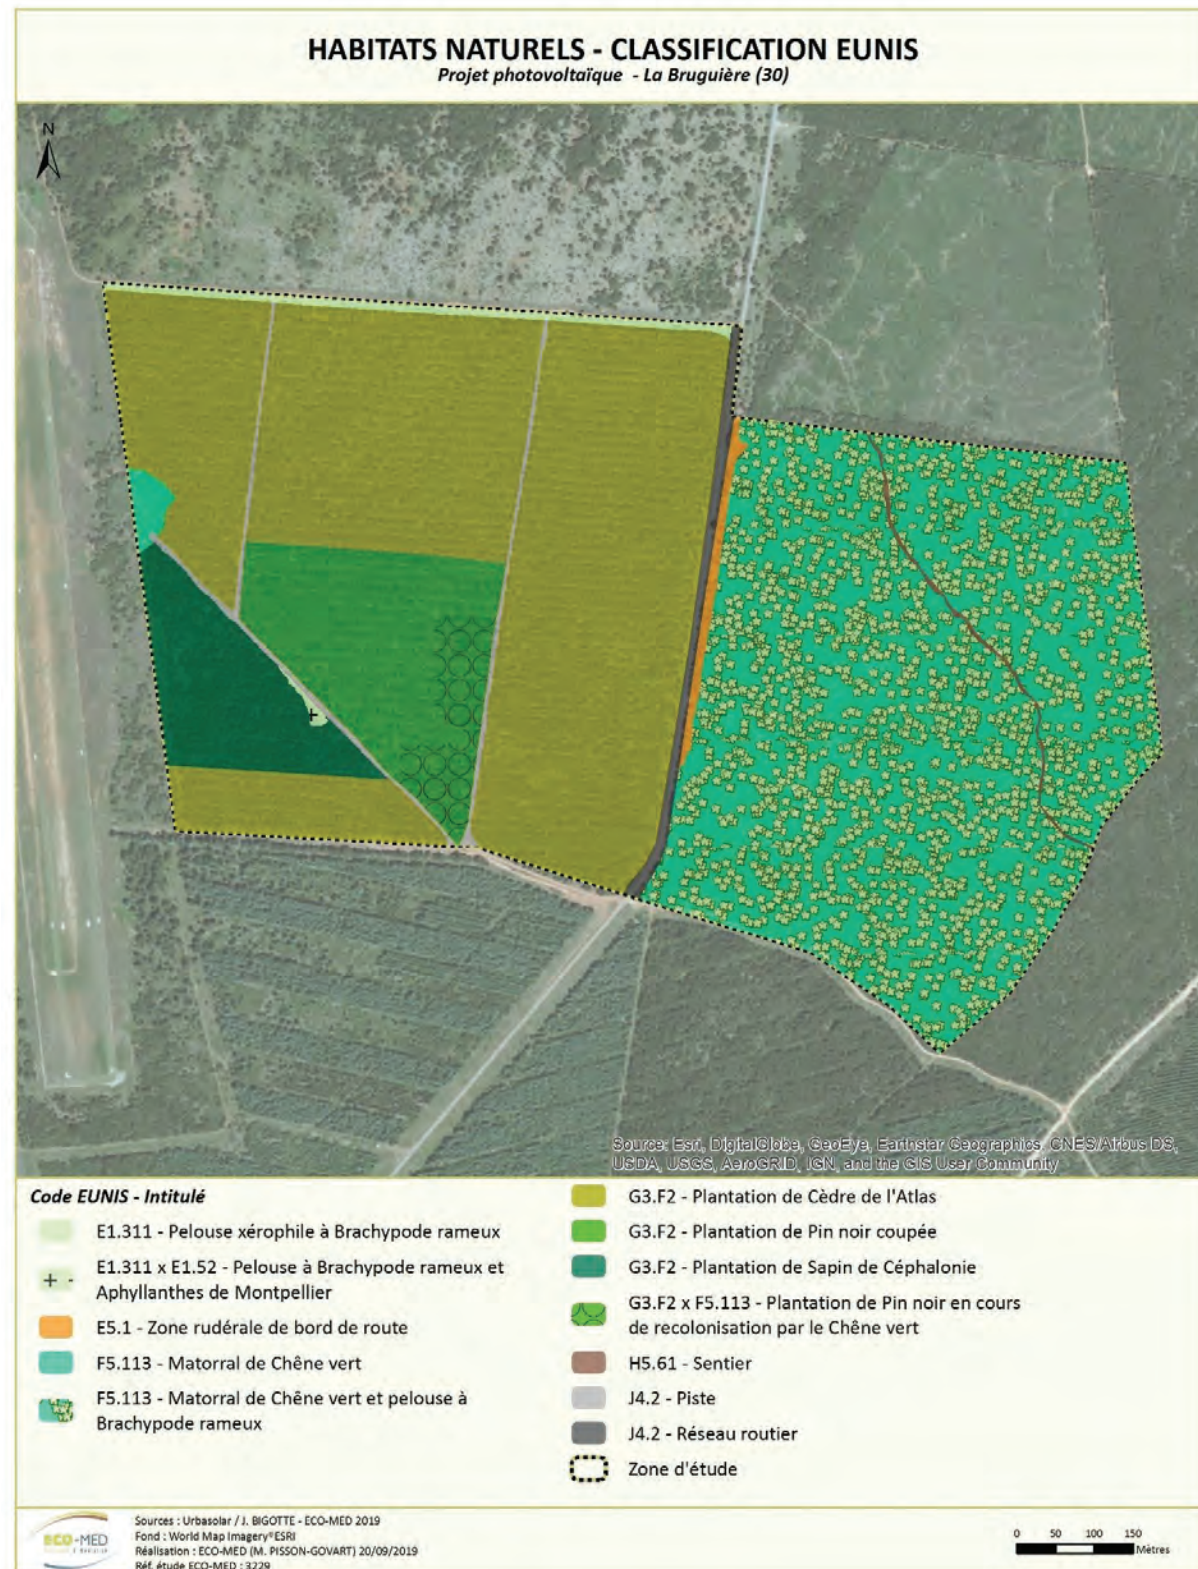 HABITATS NATURELS - CLASSIFICATION EUNIS
Projet photovoltaïque - La Bruguière (30)
N
Source: Esri, DigitalGlobe, GeoEye, Earthstar Geographics, CNES/Airbus DS,
USDA, USGS, AeroGRID, IGN, and the GIS User Community
Code EUNIS - Intitulé
E1.311 - Pelouse xérophile à Brachypode rameux
E1.311 x E1.52 - Pelouse à Brachypode rameux et
Aphyllanthes de Montpellier
E5.1 - Zone rudérale de bord de route
F5.113 - Matorral de Chêne vert
F5.113 - Matorral de Chêne vert et pelouse à
Brachypode rameux
G3.F2 - Plantation de Cèdre de l'Atlas
G3.F2 - Plantation de Pin noir coupée
G3.F2 - Plantation de Sapin de Céphalonie
G3.F2 x F5.113 - Plantation de Pin noir en cours
de recolonisation par le Chêne vert
H5.61 - Sentier
J4.2 - Piste
J4.2 - Réseau routier
Zone d'étude
ECO-MED
Sources : Urbasolar / J. BIGOTTE - ECO-MED 2019
Fond : World Map Imagery®ESRI
Réalisation : ECO-MED (M. PISSON-GOVART) 20/09/2019
Réf. étude ECO-MED : 3229
0 50 100 150
Mètres